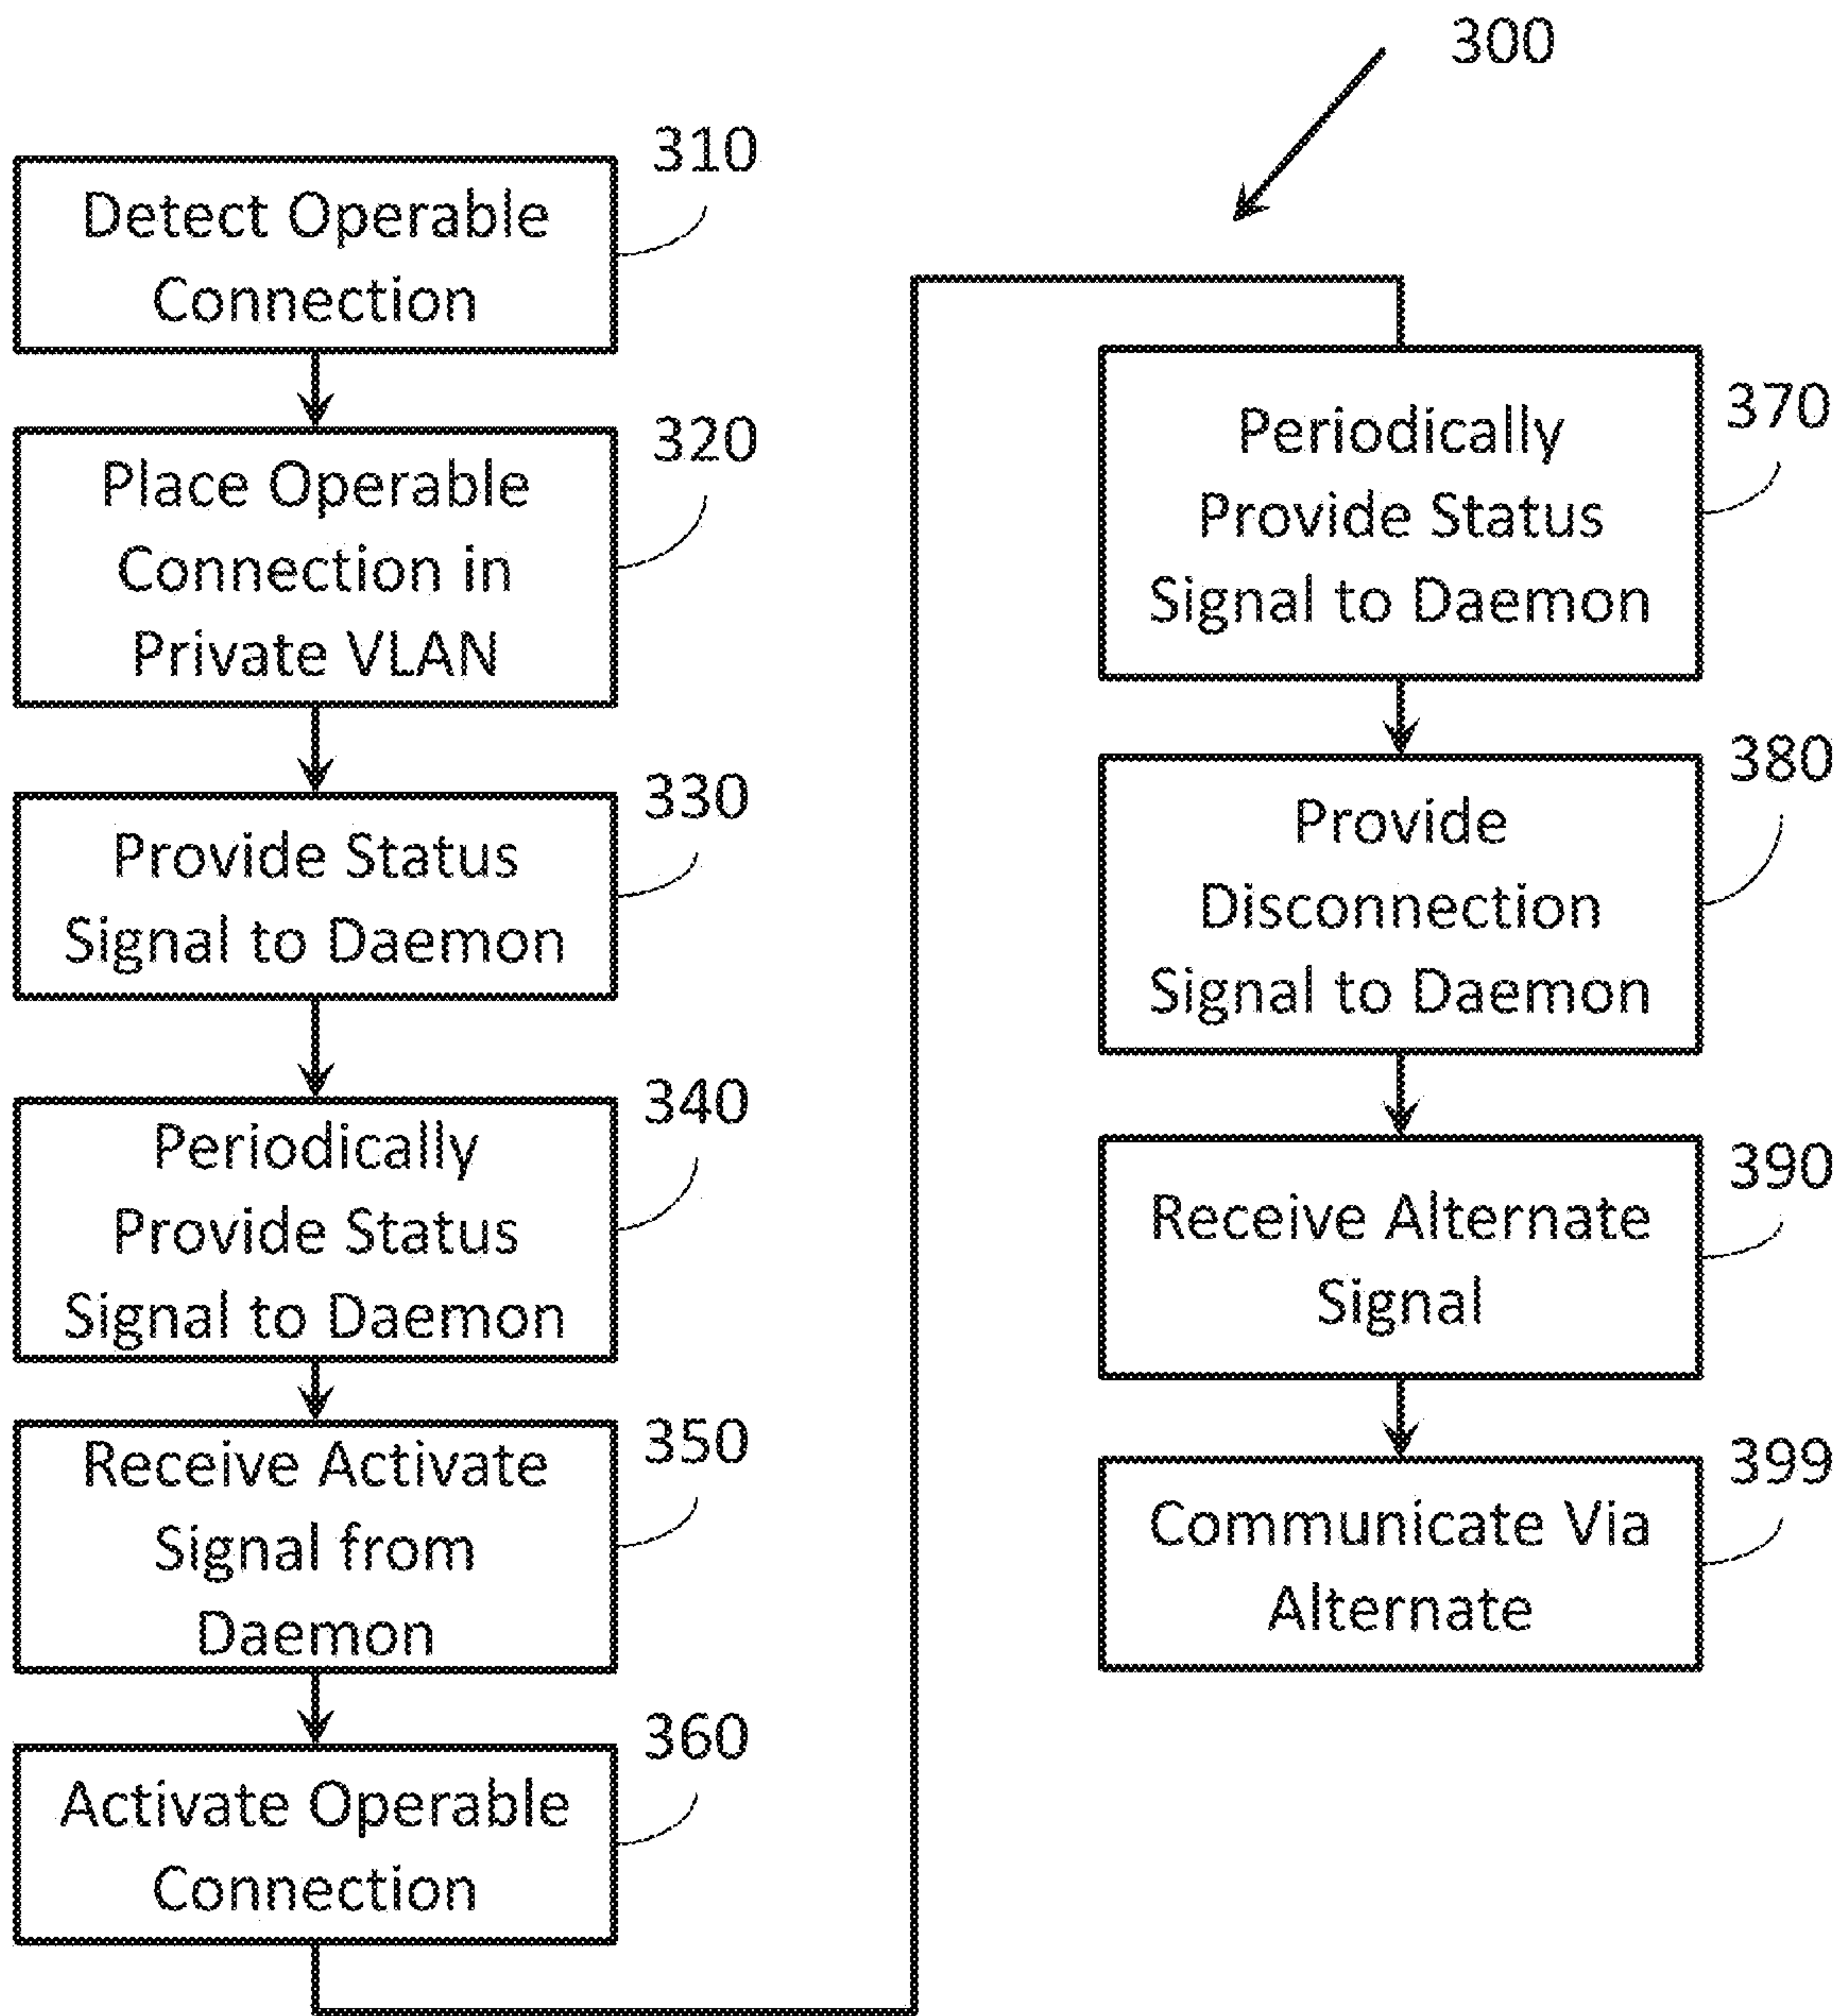 300
310
Detect Operable
Connection
320
Place Operable
Connection in
Private VLAN
330
Provide Status
Signal to Daemon
340
Periodically
Provide Status
Signal to Daemon
350
Receive Activate
Signal from
Daemon
360
Activate Operable
Connection
370
Periodically
Provide Status
Signal to Daemon
380
Provide
Disconnection
Signal to Daemon
390
Receive Alternate
Signal
399
Communicate Via
Alternate